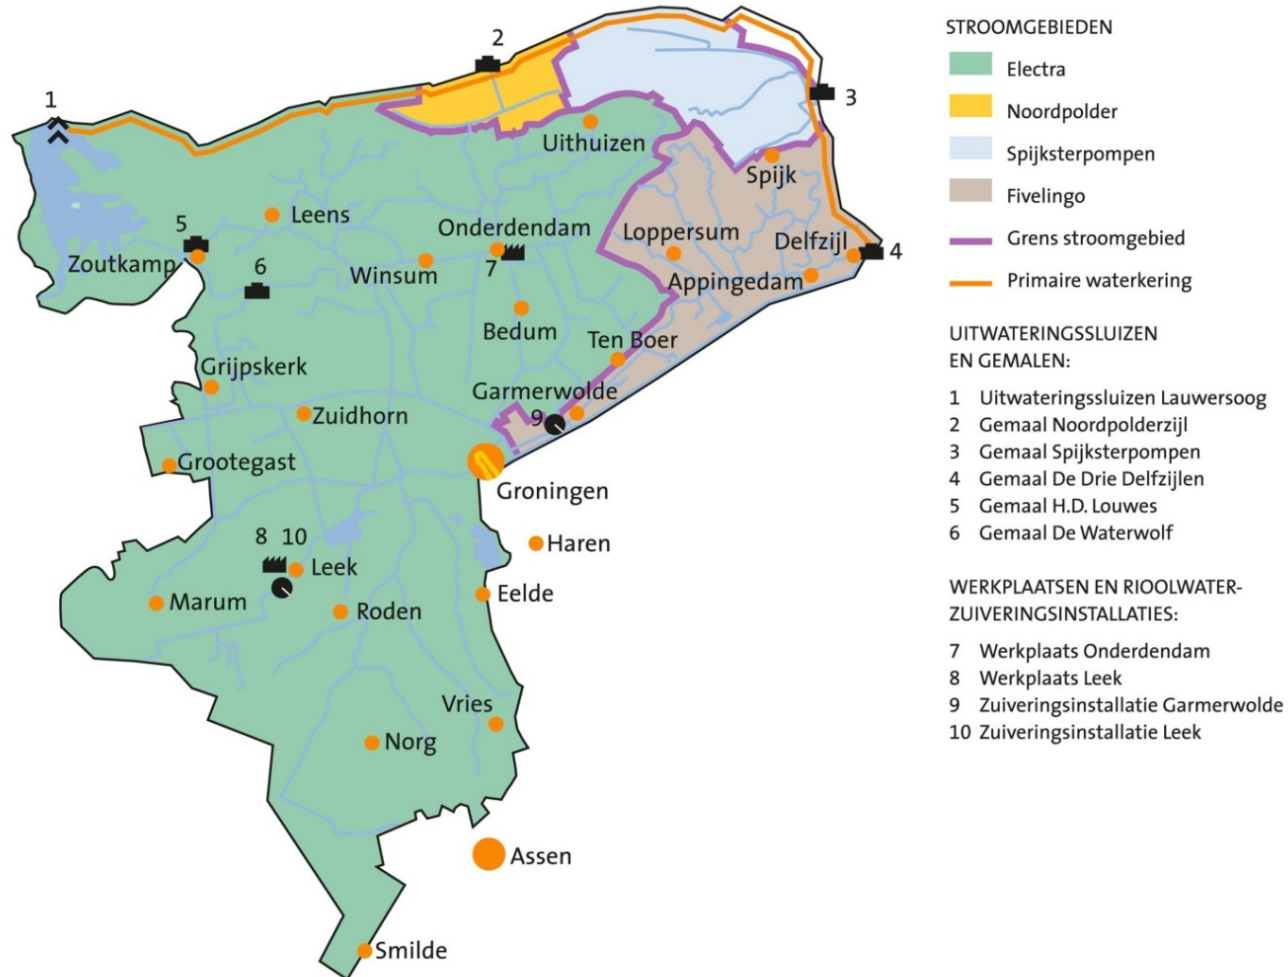 1
2
3
Uithuizen
Spijk
5
Leens
Onderdendam
Loppersum
Delfzijl
4
Zoutkamp
6
Winsum
7
Appingedam
Bedum
Ten Boer
Grijpskerk
Garmerwolde
Zuidhorn
9
Grootegast
Groningen
8 10
Haren
Leek
Eelde
Marum
Roden
Vries
Norg
Assen
Smilde
STROOMGEBIEDEN
Electra
Noordpolder
Spijksterpompen
Fivelingo
Grens stroomgebied
Primaire waterkering
UITWATERINGSSLUIZEN
EN GEMALEN:
1 Uitwateringssluizen Lauwersoog
2 Gemaal Noordpolderzijl
3 Gemaal Spijksterpompen
4 Gemaal De Drie Delfzijlen
5 Gemaal H.D. Louwes
6 Gemaal De Waterwolf
WERKPLAATSEN EN RIOOLWATER-
ZUIVERINGSINSTALLATIES:
7 Werkplaats Onderdendam
8 Werkplaats Leek
9 Zuiveringsinstallatie Garmerwolde
10 Zuiveringsinstallatie Leek